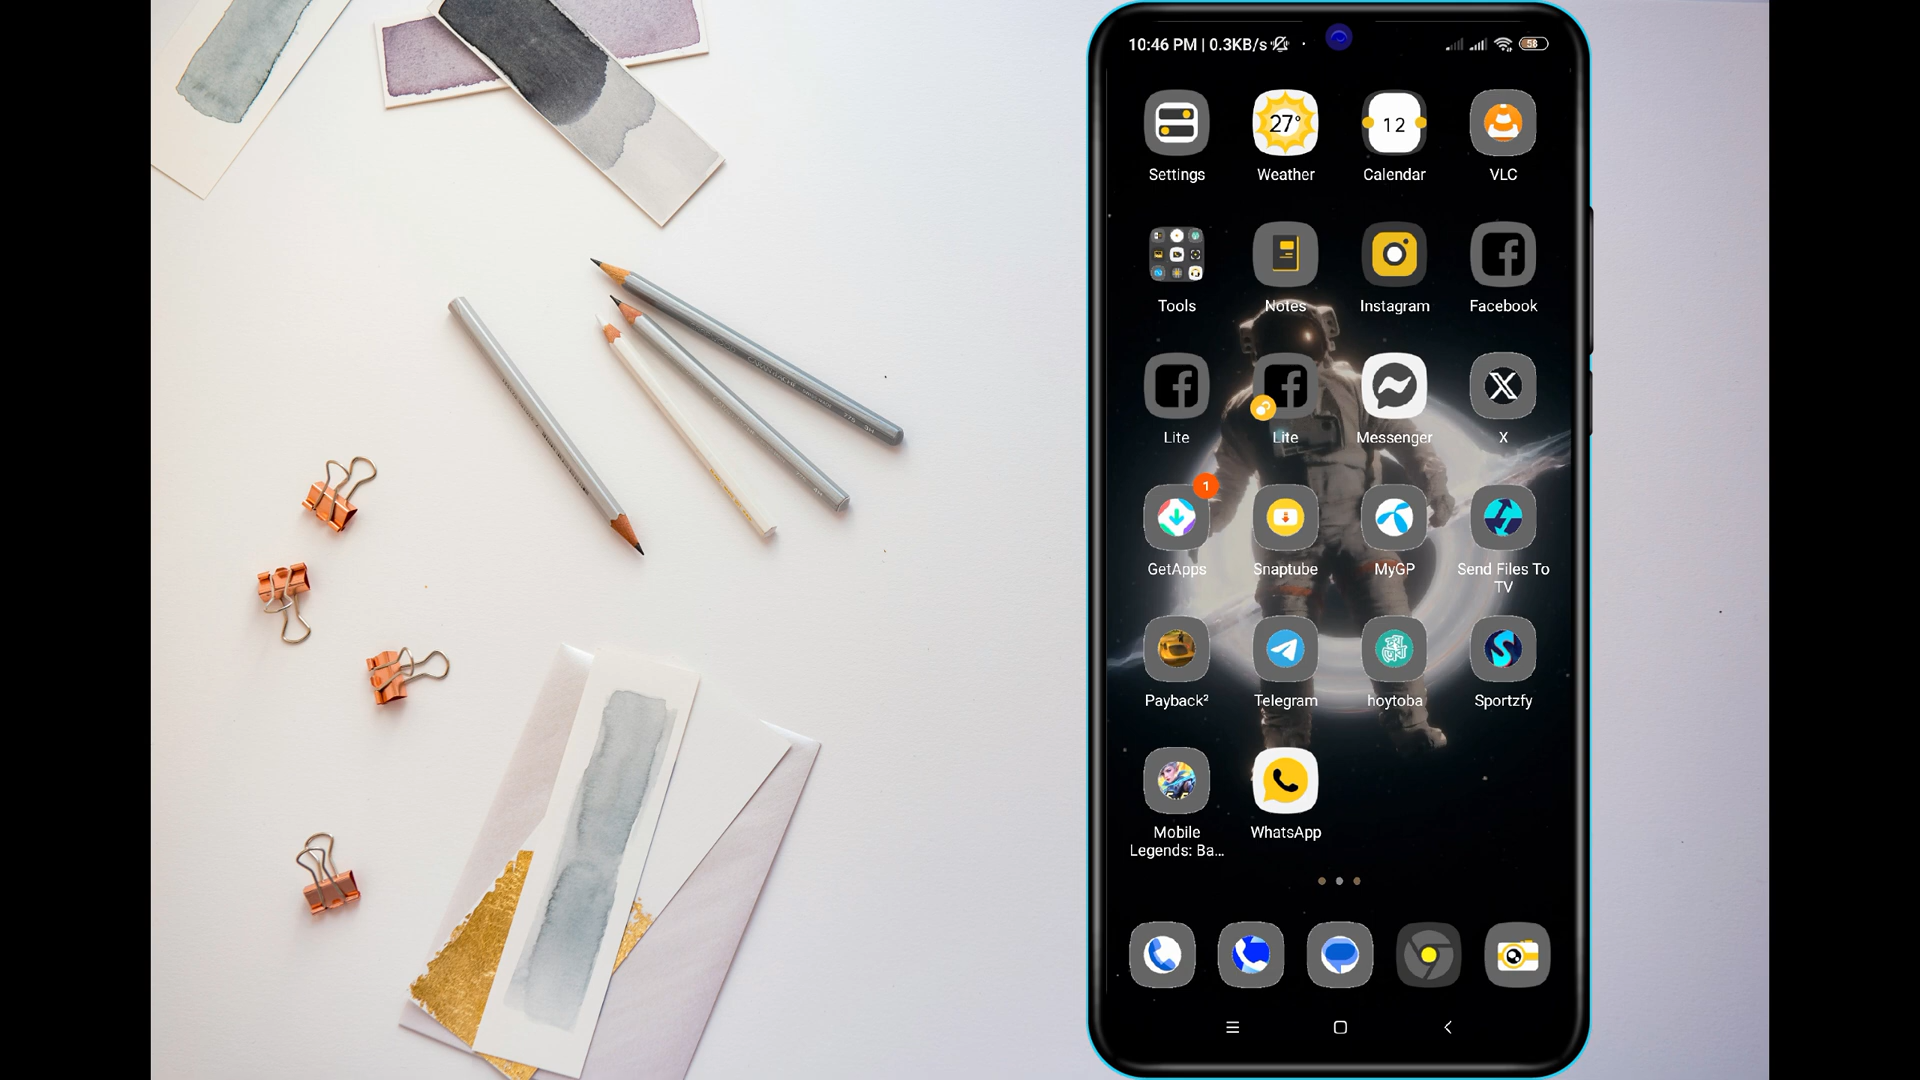 10:46 PM | 0.3KB/s
58
27°
12
Settings
Weather
Calendar
VLC
Tools
Notes
Instagram
Facebook
Lite
Lite
Messenger
X
1
GetApps
Snaptube
MyGP
Send Files To
TV
Payback²
Telegram
hoytoba
Sportzfy
Mobile
Legends: Ba...
WhatsApp